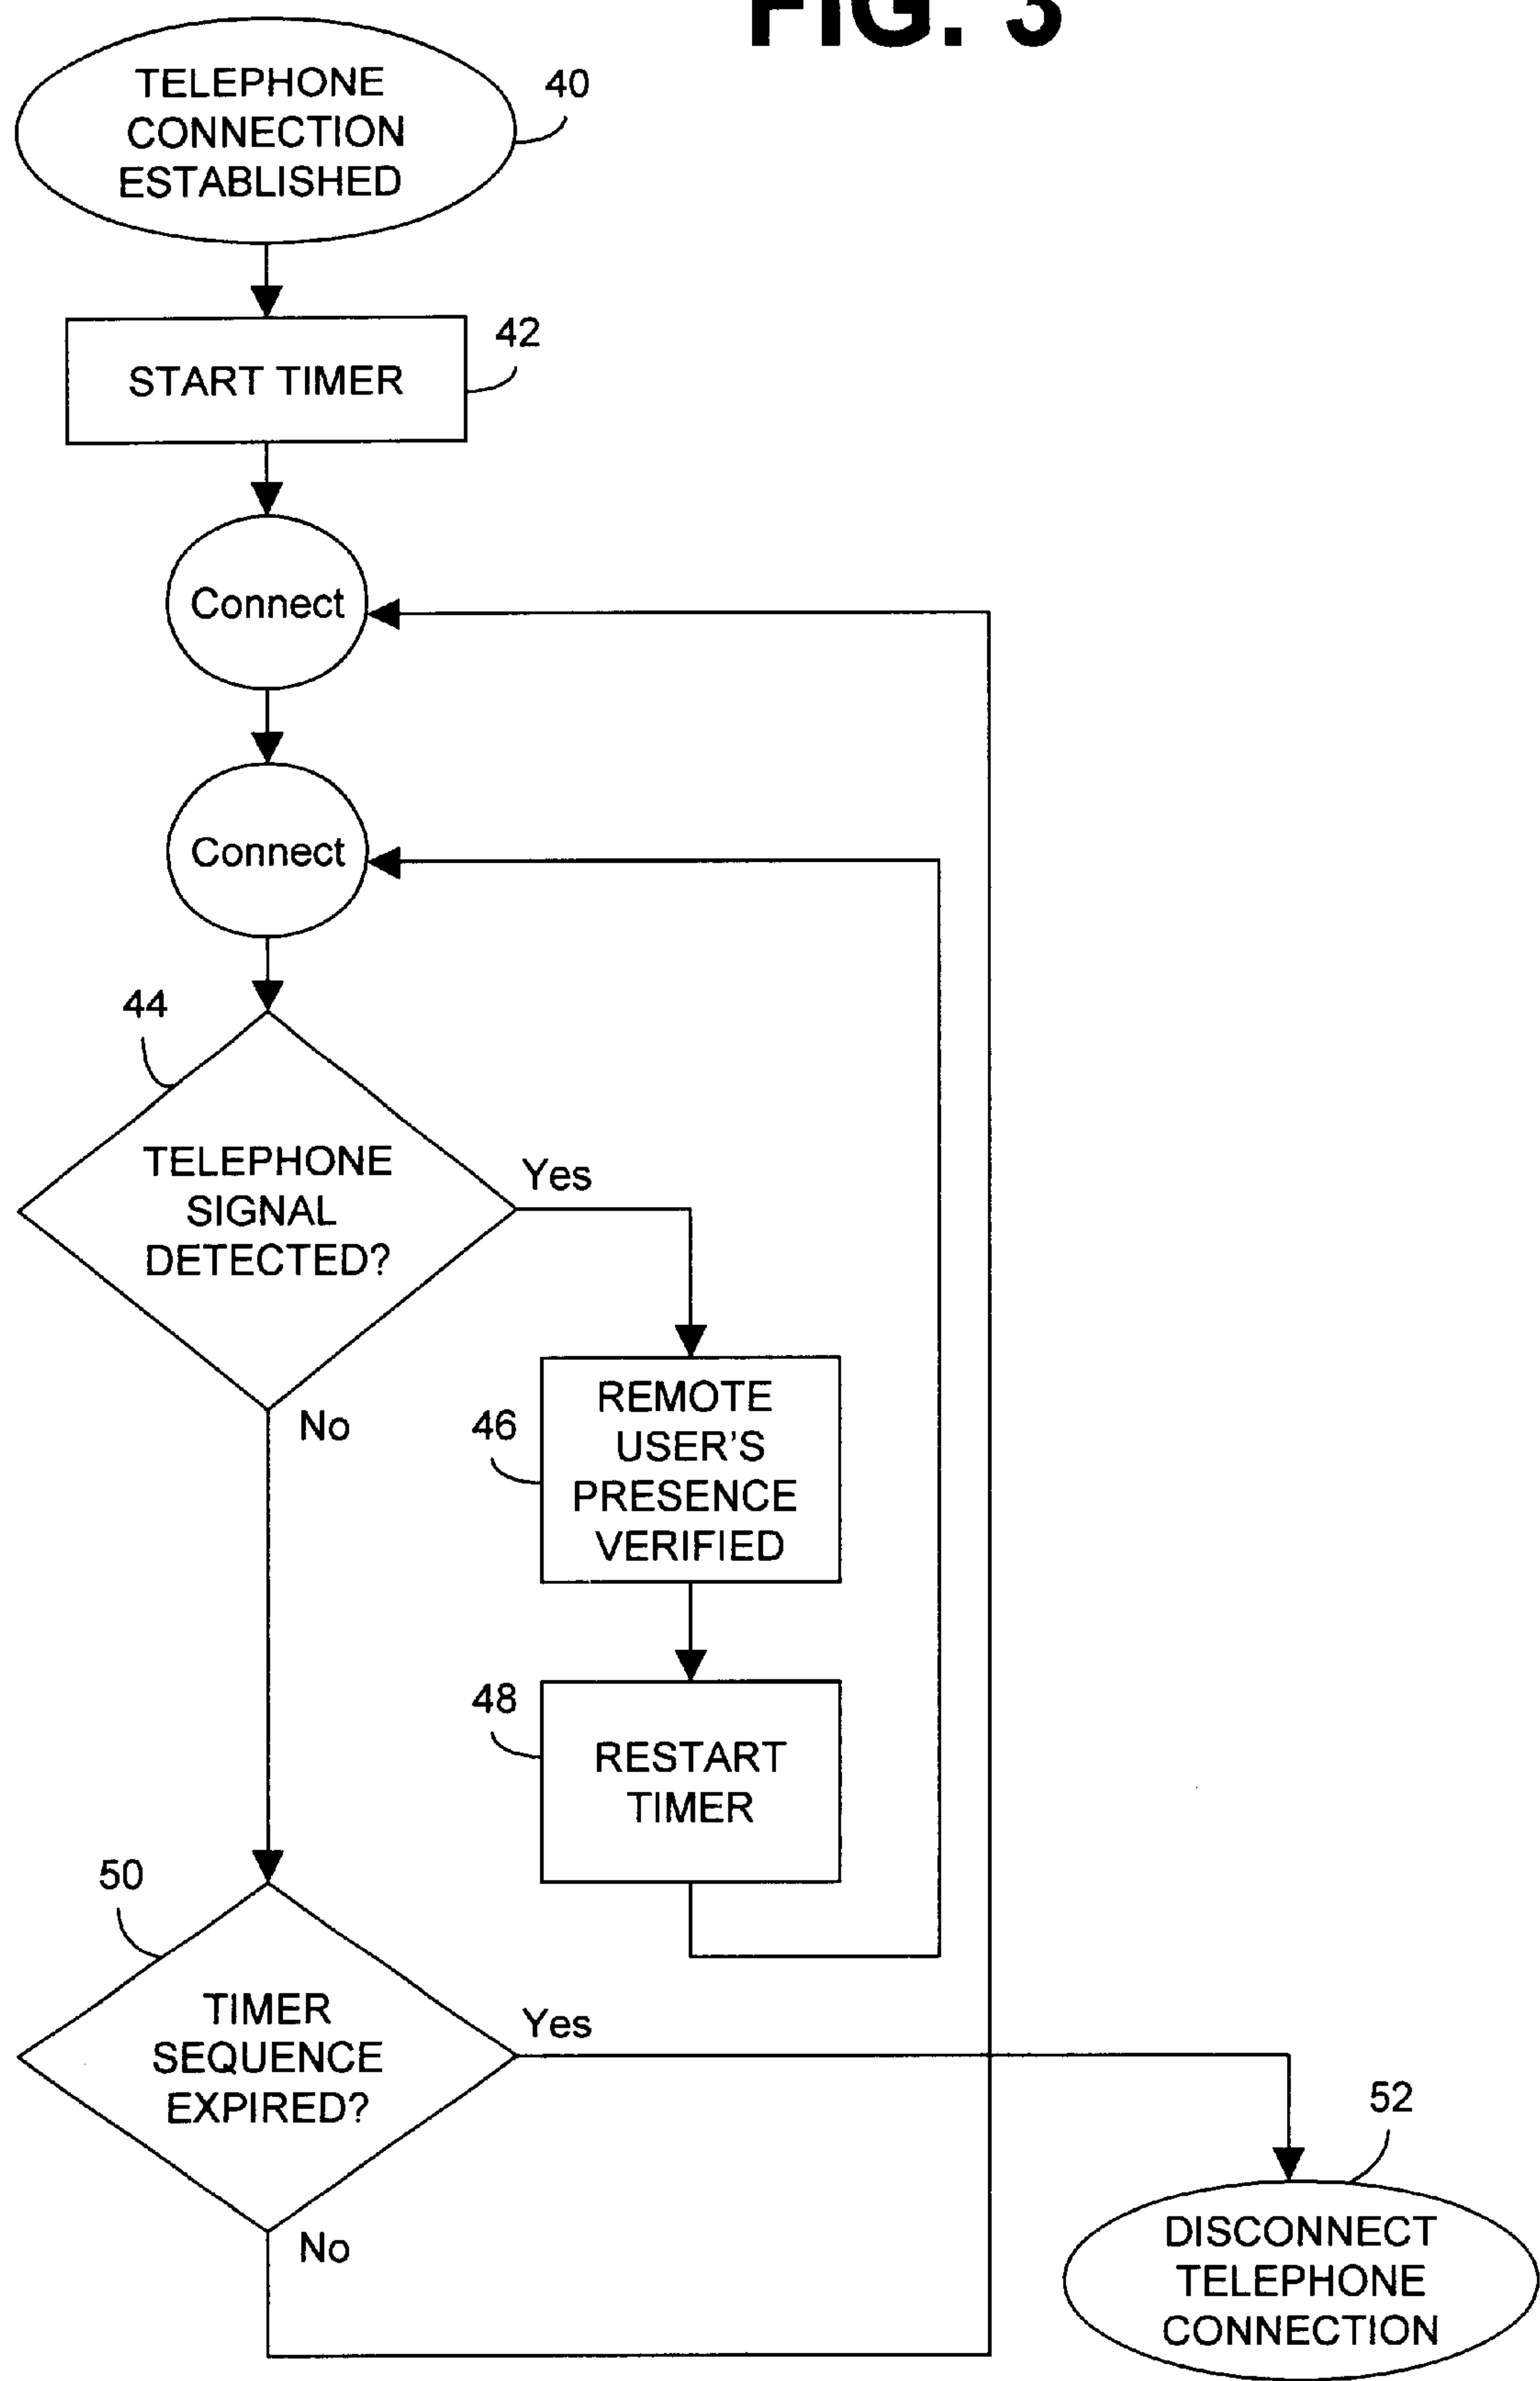 FIG. 3
TELEPHONE
CONNECTION
ESTABLISHED
40
START TIMER
42
Connect
Connect
44
TELEPHONE
SIGNAL
DETECTED?
Yes
No
46
REMOTE
USER'S
PRESENCE
VERIFIED
48
RESTART
TIMER
50
TIMER
SEQUENCE
EXPIRED?
Yes
No
52
DISCONNECT
TELEPHONE
CONNECTION